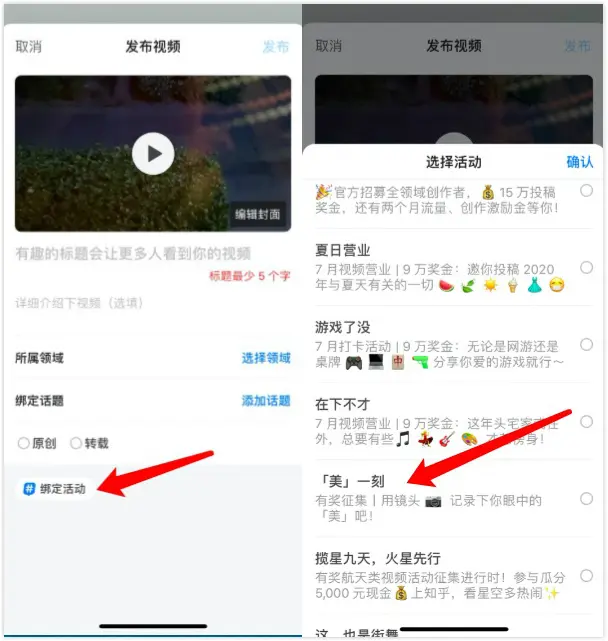 取消
发布视频
发布
编辑封面
有趣的标题会让更多人看到你的视频
标题最少 5 个字
详细介绍下视频（选填）
所属领域
选择领域
绑定话题
添加话题
原创
转载
# 绑定活动
取消
发布视频
发布
选择活动
确认
🎉官方招募全领域创作者，💰 15 万投稿
奖金，还有两个月流量、创作激励金等你！
夏日营业
7 月视频营业 | 9 万奖金：邀你投稿 2020
年与夏天有关的一切 🍉 🌿 ☀️ 🍦 👗 😷
游戏了没
7 月打卡活动 | 9 万奖金：无论是网游还是
桌牌 🎮 💻 🀄 🔫 分享你爱的游戏就行～
在下不才
7 月视频营业 | 9 万奖金：这年头宅家
外，总要有些🎵 💃 🎸 🎨 身！
「美」一刻
有奖征集丨用镜头 📷 记录下你眼中的
「美」吧！
揽星九天，火星先行
有奖航天类视频活动征集进行时！参与瓜分
5,000 元现金💰上知乎，看星空多热闹✨
这，也是街舞